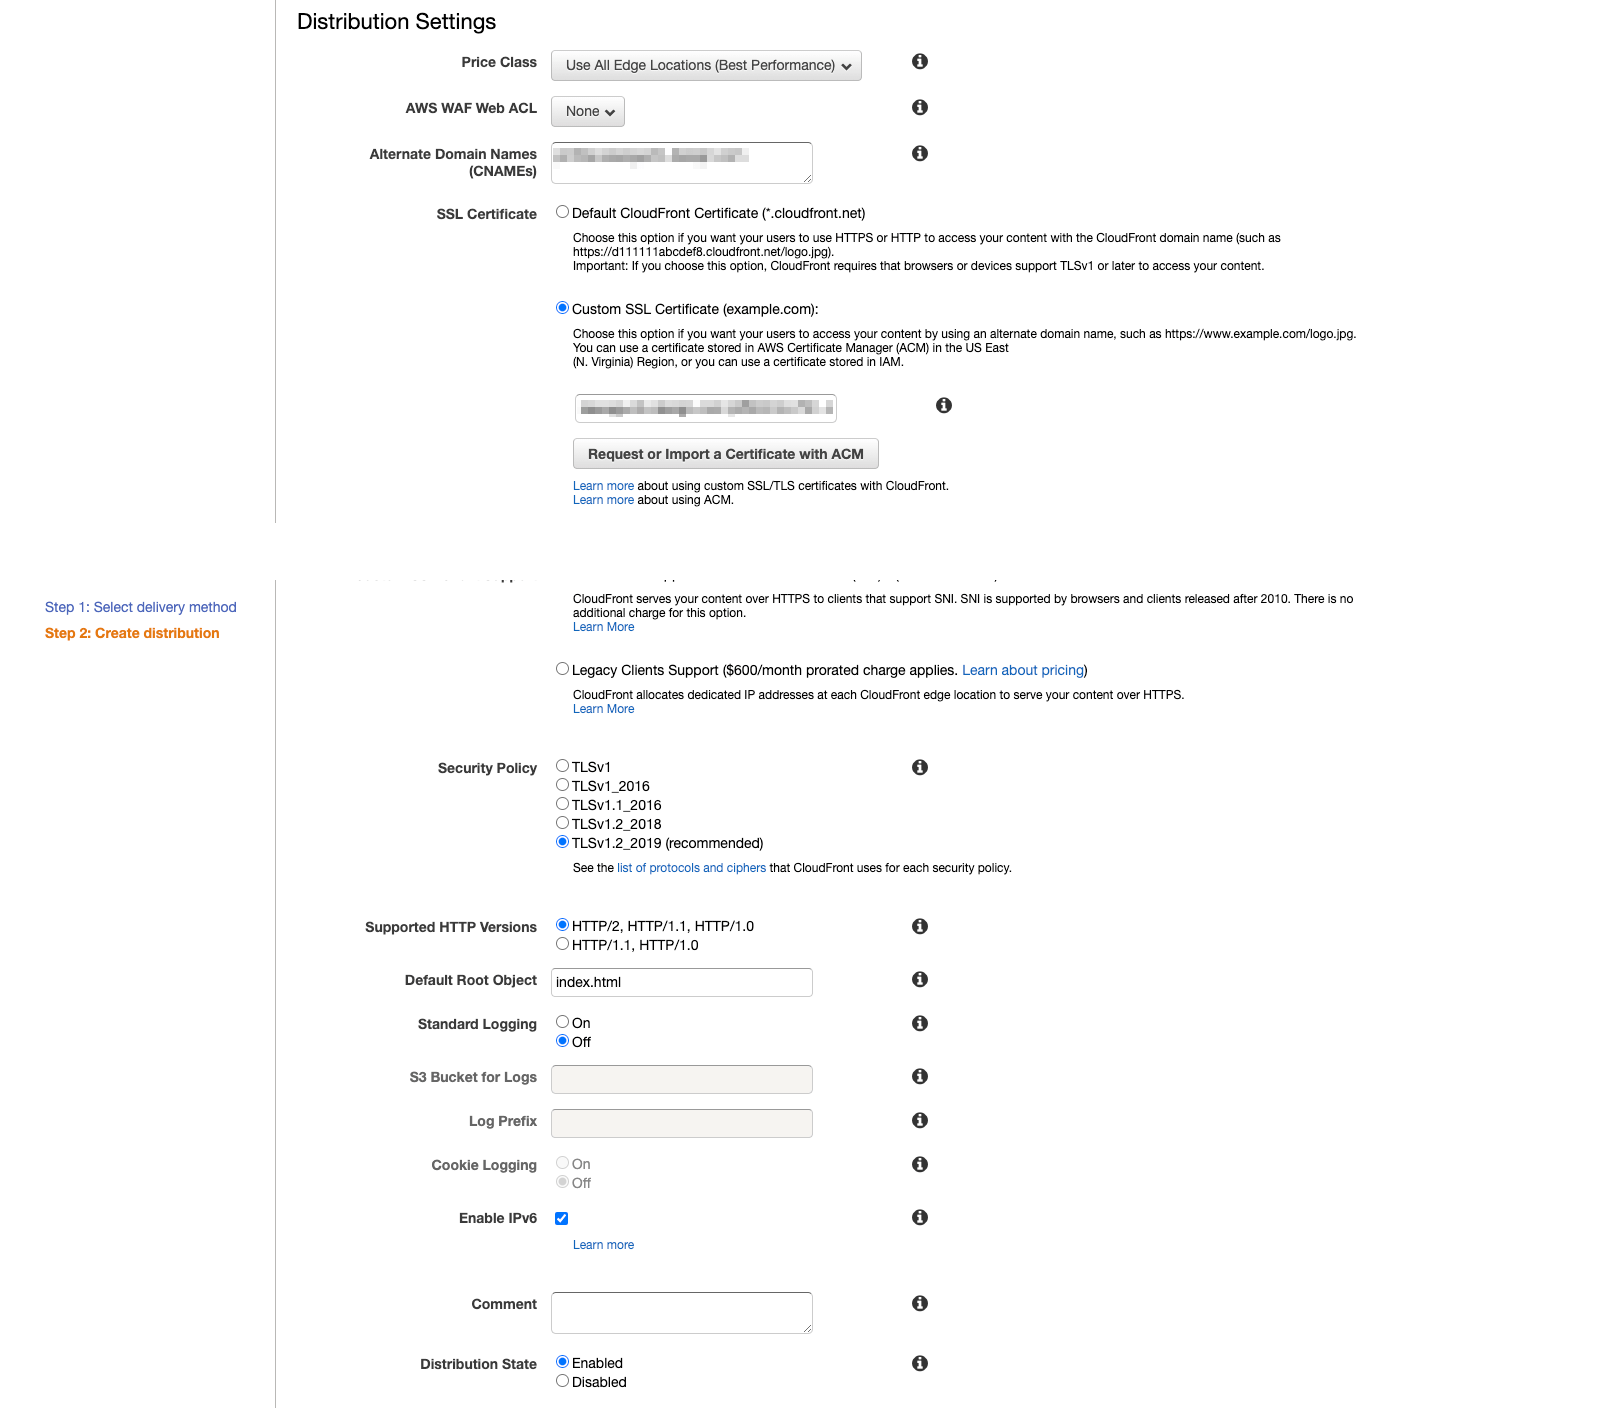 Distribution Settings
Price Class
Use All Edge Locations (Best Performance)
AWS WAF Web ACL
None
Alternate Domain Names
(CNAMEs)
SSL Certificate
Default CloudFront Certificate (*.cloudfront.net)
Choose this option if you want your users to use HTTPS or HTTP to access your content with the CloudFront domain name (such as
https://d111111abcdef8.cloudfront.net/logo.jpg).
Important: If you choose this option, CloudFront requires that browsers or devices support TLSv1 or later to access your content.
Custom SSL Certificate (example.com):
Choose this option if you want your users to access your content by using an alternate domain name, such as https://www.example.com/logo.jpg.
You can use a certificate stored in AWS Certificate Manager (ACM) in the US East
(N. Virginia) Region, or you can use a certificate stored in IAM.
Request or Import a Certificate with ACM
Learn more about using custom SSL/TLS certificates with CloudFront.
Learn more about using ACM.
Step 1: Select delivery method
Step 2: Create distribution
CloudFront serves your content over HTTPS to clients that support SNI. SNI is supported by browsers and clients released after 2010. There is no
additional charge for this option.
Learn More
Legacy Clients Support ($600/month prorated charge applies. Learn about pricing)
CloudFront allocates dedicated IP addresses at each CloudFront edge location to serve your content over HTTPS.
Learn More
Security Policy
TLSv1
TLSv1_2016
TLSv1.1_2016
TLSv1.2_2018
TLSv1.2_2019 (recommended)
See the list of protocols and ciphers that CloudFront uses for each security policy.
Supported HTTP Versions
HTTP/2, HTTP/1.1, HTTP/1.0
HTTP/1.1, HTTP/1.0
Default Root Object
index.html
Standard Logging
On
Off
S3 Bucket for Logs
Log Prefix
Cookie Logging
On
Off
Enable IPv6
Learn more
Comment
Distribution State
Enabled
Disabled